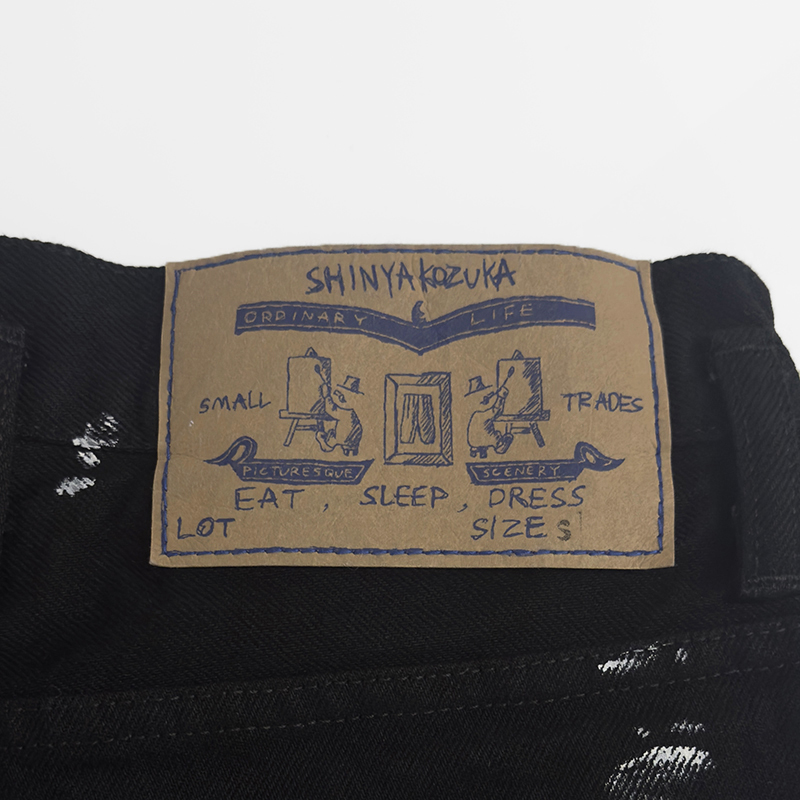 SHINYAKOZUKA
ORDINARY LIFE
SMALL TRADES
PICTURESQUE SCENERY
EAT, SLEEP, DRESS
LOT SIZE S